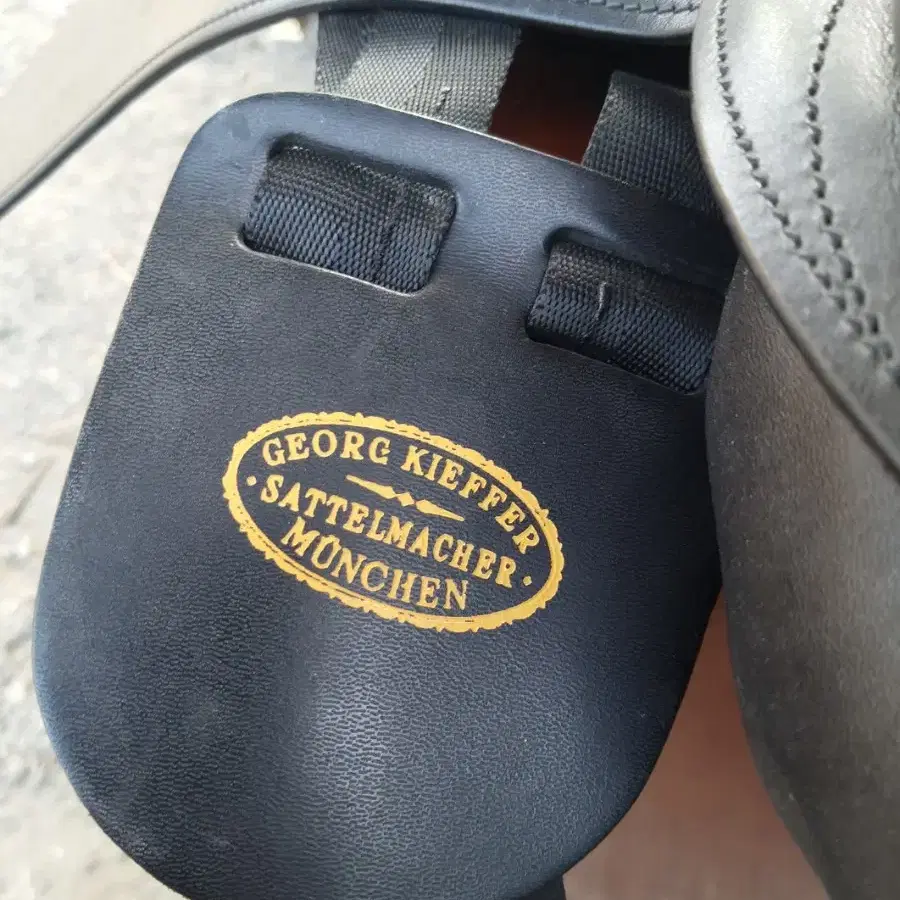 GEORG KIEFFER
· SATTELMACHER ·
MÜNCHEN